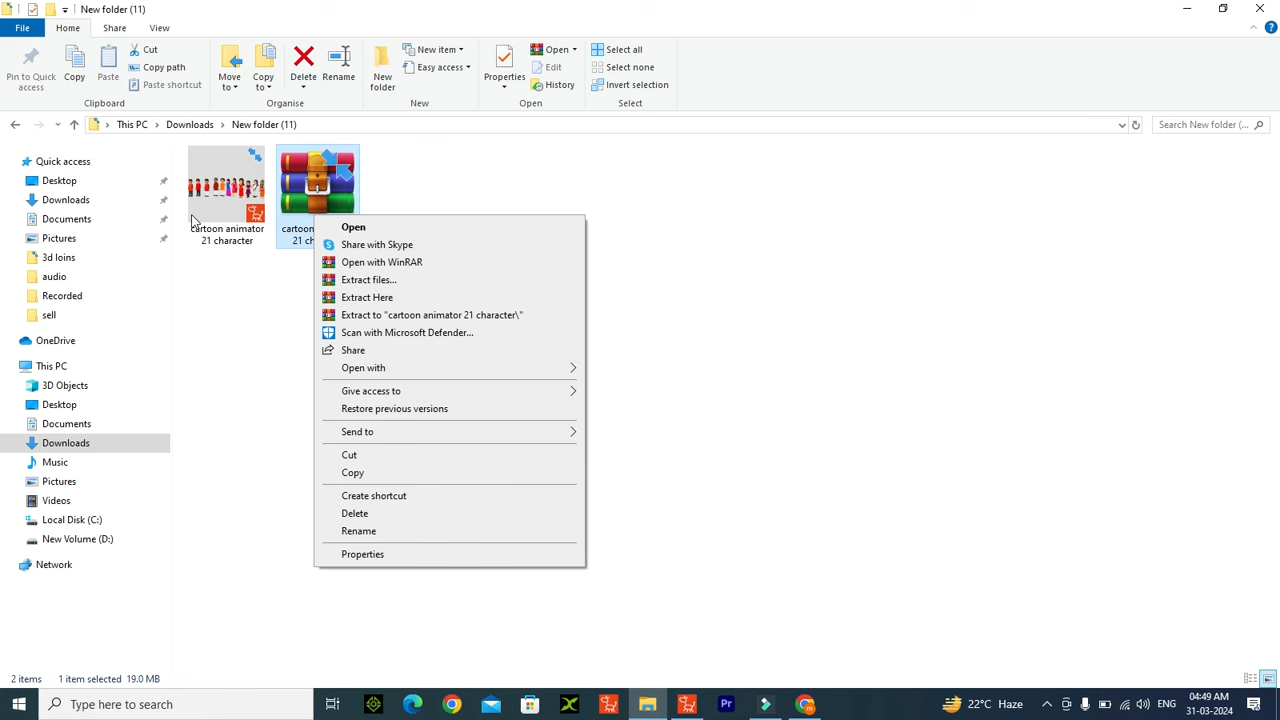 New folder (11)
File
Home
Share
View
Pin to Quick access
Copy
Paste
Cut
Copy path
Paste shortcut
Clipboard
Move to
Copy to
Delete
Rename
Organise
New folder
New item
Easy access
New
Properties
Open
Edit
History
Open
Select all
Select none
Invert selection
Select
This PC
Downloads
New folder (11)
Search New folder (...
Quick access
Desktop
Downloads
Documents
Pictures
3d loins
audio
Recorded
sell
OneDrive
This PC
3D Objects
Desktop
Documents
Downloads
Music
Pictures
Videos
Local Disk (C:)
New Volume (D:)
Network
cartoon animator
21 character
cartoon
21 ch
Open
Share with Skype
Open with WinRAR
Extract files...
Extract Here
Extract to "cartoon animator 21 character\"
Scan with Microsoft Defender...
Share
Open with
Give access to
Restore previous versions
Send to
Cut
Copy
Create shortcut
Delete
Rename
Properties
2 items
1 item selected
19.0 MB
Type here to search
Pr
22°C
Haze
ENG
04:49 AM
31-03-2024